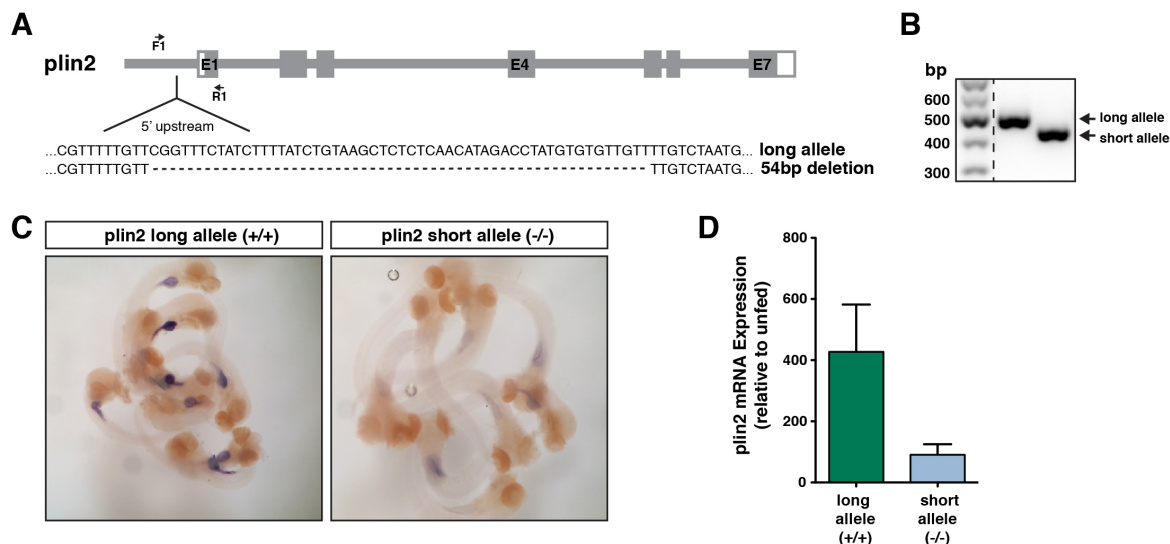 A
F1
plin2
E1
E4
E7
R1
5' upstream
...CGTTTTTGTTCGGTTTCTATCTTTTATCTGTAAGCTCTCTCAACATAGACCTATGTGTGTTGTTTTGTCTAATG... long allele
...CGTTTTTGTT TTGTCTAATG... 54bp deletion
B
bp
600
500
400
300
long allele
short allele
C
plin2 long allele (+/+)
plin2 short allele (-/-)
D
plin2 mRNA Expression
(relative to unfed)
800
600
400
200
0
long
allele
(+/+)
short
allele
(-/-)